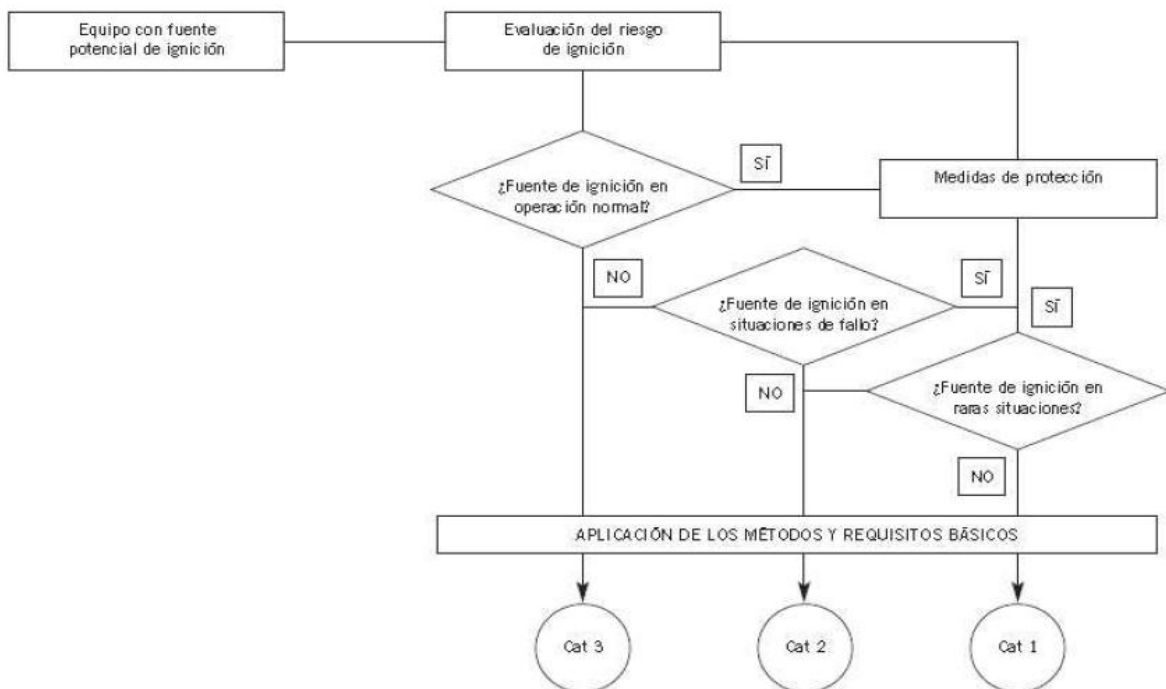 Equipo con fuente
potencial de ignición
Evaluación del riesgo
de ignición
¿Fuente de ignición en
operación normal?
SÍ
Medidas de protección
NO
¿Fuente de ignición en
situaciones de fallo?
SÍ
SÍ
NO
¿Fuente de ignición en
raras situaciones?
NO
APLICACIÓN DE LOS MÉTODOS Y REQUISITOS BÁSICOS
Cat 3
Cat 2
Cat 1